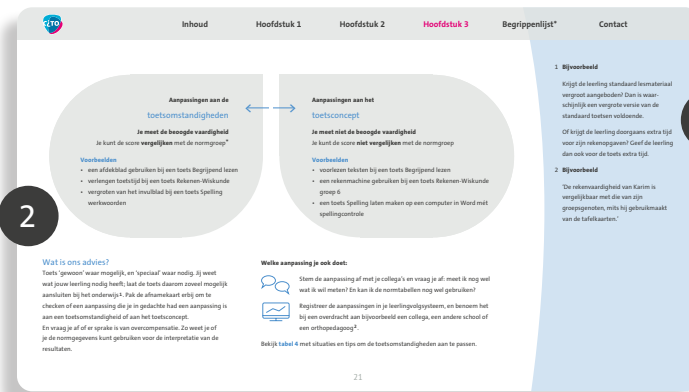 cito
Inhoud
Hoofdstuk 1
Hoofdstuk 2
Hoofdstuk 3
Begrippenlijst*
Contact
2
Aanpassingen aan de
toetsomstandigheden
Je meet de beoogde vaardigheid
Je kunt de score vergelijken met de normgroep*
Voorbeelden
• een afdekblad gebruiken bij een toets Begrijpend lezen
• verlengen toetstijd bij een toets Rekenen-Wiskunde
• vergroten van het invulblad bij een toets Spelling
werkwoorden
Aanpassingen aan het
toetsconcept
Je meet niet de beoogde vaardigheid
Je kunt de score niet vergelijken met de normgroep
Voorbeelden
• voorlezen teksten bij een toets Begrijpend Lezen
• een rekenmachine gebruiken bij een toets Rekenen-Wiskunde
groep 6
• een toets Spelling laten maken op een computer in Word mét
spellingcontrole
Wat is ons advies?
Toets 'gewoon' waar mogelijk, en 'speciaal' waar nodig. Jij weet
wat jouw leerling nodig heeft; laat de toets daarom zoveel mogelijk
aansluiten bij het onderwijs¹. Pak de afnamekaart erbij om te
checken of een aanpassing die je in gedachte had een aanpassing is
aan een toetsomstandigheid of aan het toetsconcept.
En vraag je af of er sprake is van overcompensatie. Zo weet je of
je de normgegevens kunt gebruiken voor de interpretatie van de
resultaten.
Welke aanpassing je ook doet:
Stem de aanpassing af met je collega's en vraag je af: meet ik nog wel
wat ik wil meten? En kan ik de normtabellen nog wel gebruiken?
Registreer de aanpassingen in je leerlingvolgsysteem, en benoem het
bij een overdracht aan bijvoorbeeld een collega, een andere school of
een orthopedagoog².
Bekijk tabel 4 met situaties en tips om de toetsomstandigheden aan te passen.
1 Bijvoorbeeld
Krijgt de leerling standaard lesmateriaal
vergroot aangeboden? Dan is waar-
schijnlijk een vergrote versie van de
standaard toetsen voldoende.
Of krijgt de leerling doorgaans extra tijd
voor zijn rekenopgaven? Geef de leerling
dan ook voor de toets extra tijd.
2 Bijvoorbeeld
'De rekenvaardigheid van Karim is
vergelijkbaar met die van zijn
groepsgenoten, mits hij gebruikmaakt
van de tafelkaarten.'
21